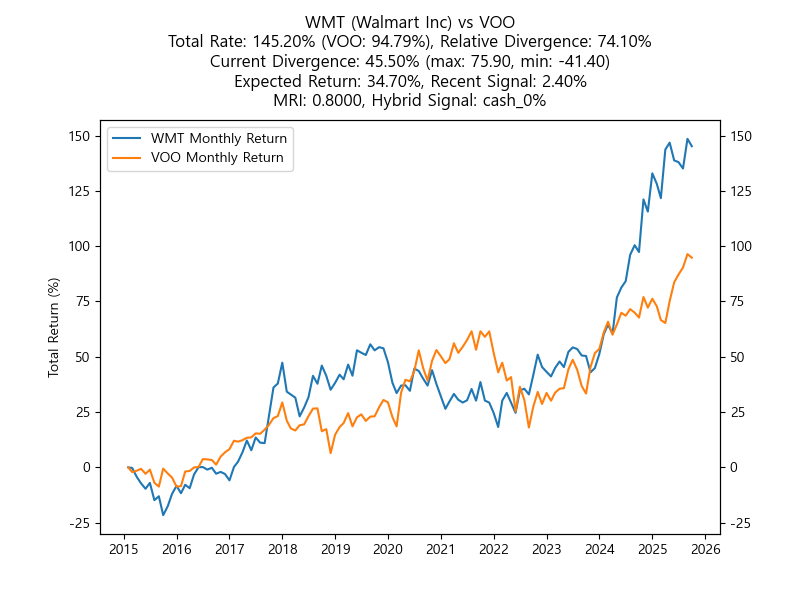 WMT (Walmart Inc) vs VOO
Total Rate: 145.20% (VOO: 94.79%), Relative Divergence: 74.10%
Current Divergence: 45.50% (max: 75.90, min: -41.40)
Expected Return: 34.70%, Recent Signal: 2.40%
MRI: 0.8000, Hybrid Signal: cash_0%
WMT Monthly Return
VOO Monthly Return
Total Return (%)
150
125
100
75
50
25
0
-25
150
125
100
75
50
25
0
-25
2015 2016 2017 2018 2019 2020 2021 2022 2023 2024 2025 2026